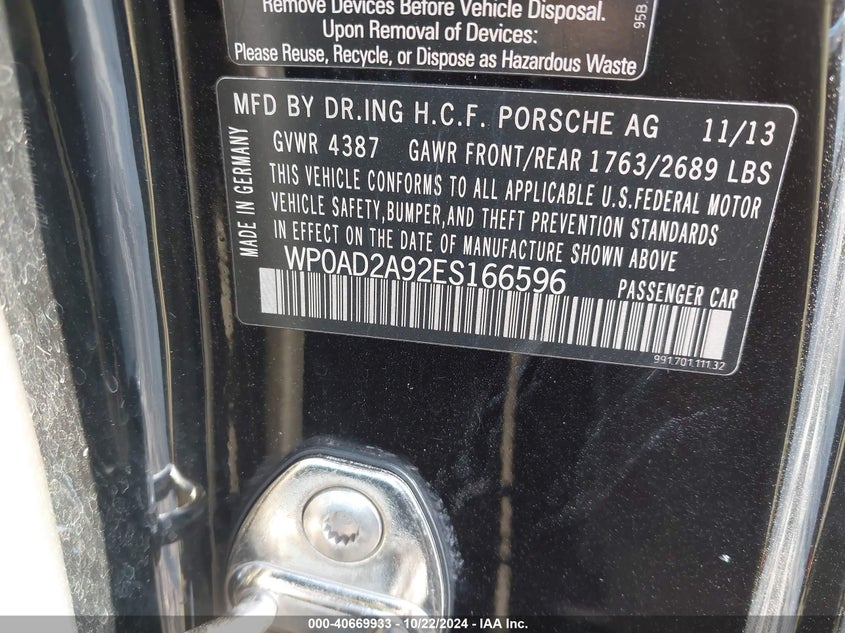 Remove Devices Before Vehicle Disposal.
Upon Removal of Devices:
Please Reuse, Recycle, or Dispose as Hazardous Waste
95B.
MFD BY DR.ING H.C.F. PORSCHE AG 11/13
GVWR 4387 GAWR FRONT/REAR 1763/2689 LBS
THIS VEHICLE CONFORMS TO ALL APPLICABLE U.S.FEDERAL MOTOR
VEHICLE SAFETY,BUMPER,AND THEFT PREVENTION STANDARDS
IN EFFECT ON THE DATE OF MANUFACTURE SHOWN ABOVE
MADE IN GERMANY
WP0AD2A92ES166596 PASSENGER CAR
991.701.111.32
000-40669933 - 10/22/2024 - IAA, Inc.